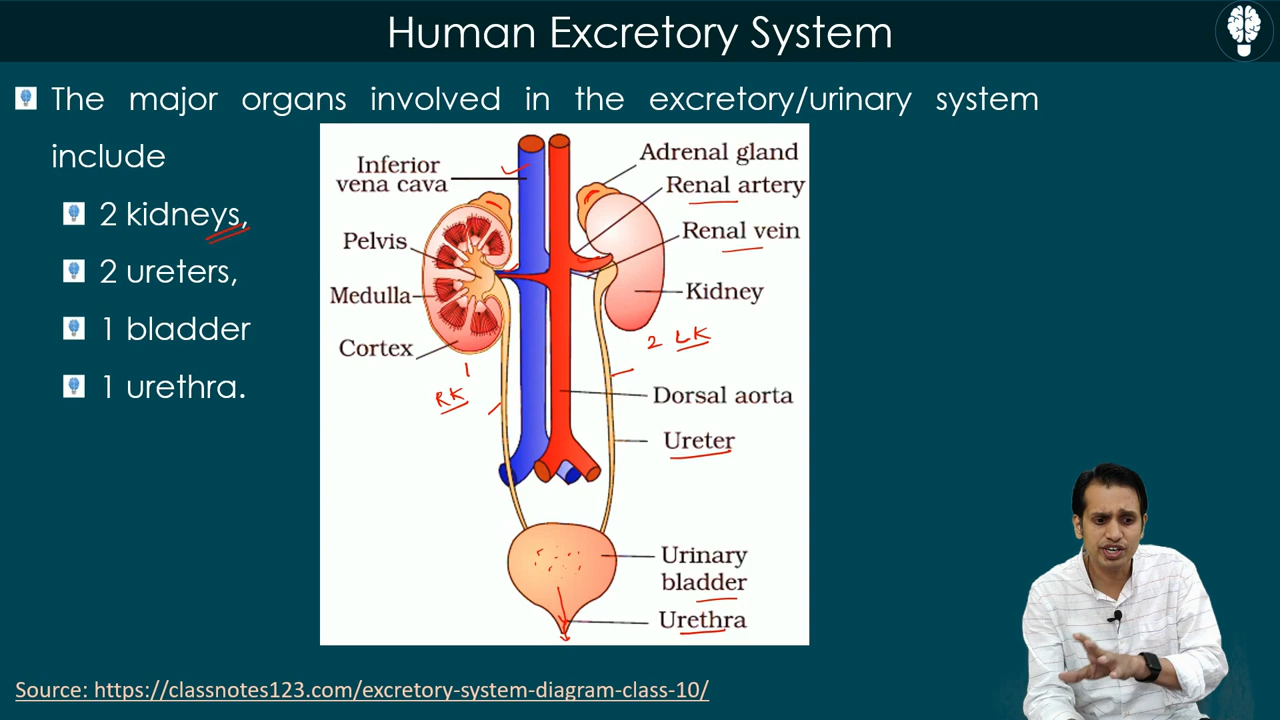 Human Excretory System
The major organs involved in the excretory/urinary system
include
2 kidneys,
2 ureters,
1 bladder
1 urethra.
Inferior
vena cava
Pelvis
Medulla
Cortex
Adrenal gland
Renal artery
Renal vein
Kidney
2 LK
1
RK
Dorsal aorta
Ureter
Urinary
bladder
Urethra
Source: https://classnotes123.com/excretory-system-diagram-class-10/